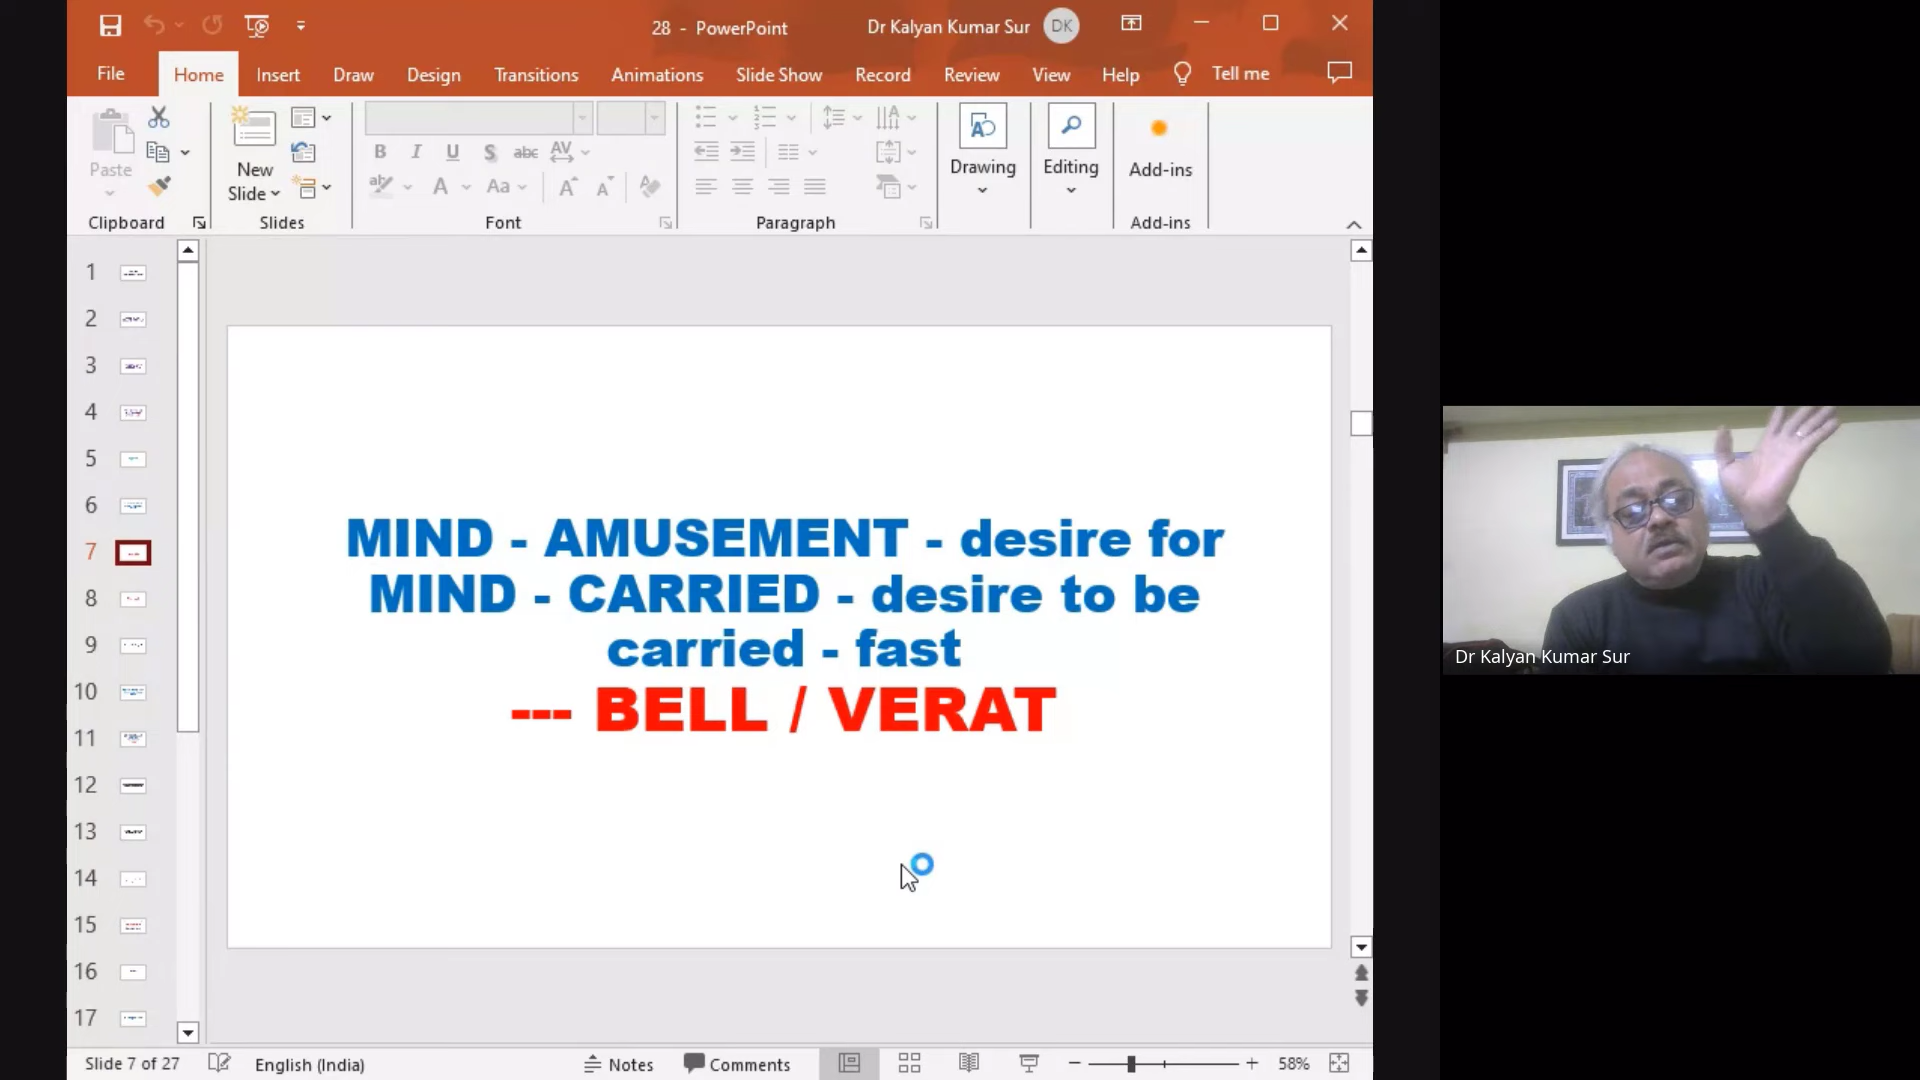 28 - PowerPoint
Dr Kalyan Kumar Sur
DK
File
Home
Insert
Draw
Design
Transitions
Animations
Slide Show
Record
Review
View
Help
Tell me
Paste
New
Slide
B I U S abc AV
A Aa A A
Drawing
Editing
Add-ins
Clipboard
Slides
Font
Paragraph
Add-ins
1
2
3
4
5
6
7
8
9
10
11
12
13
14
15
16
17
MIND - AMUSEMENT - desire for
MIND - CARRIED - desire to be
carried - fast
--- BELL / VERAT
Dr Kalyan Kumar Sur
Slide 7 of 27
English (India)
Notes
Comments
58%